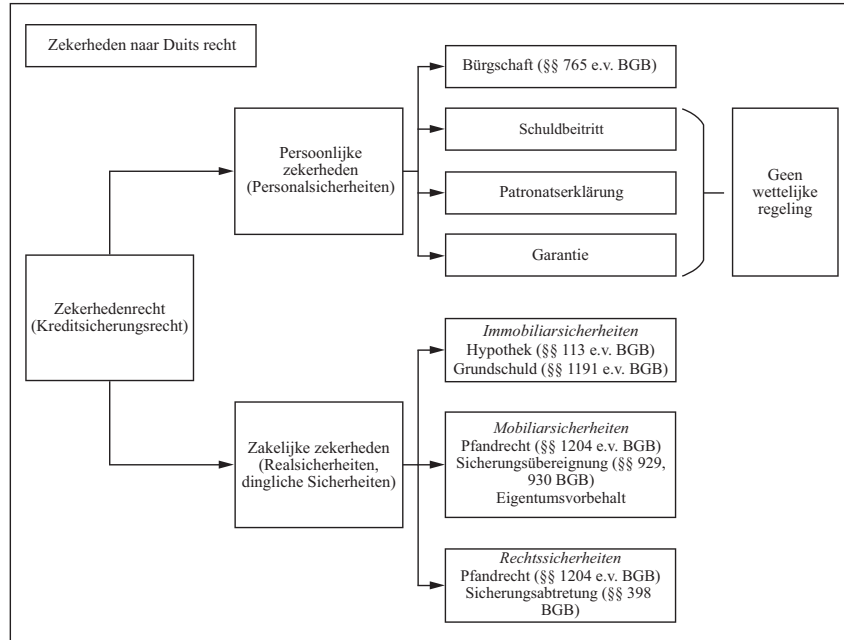 Zekerheden naar Duits recht
Bürgschaft (§§ 765 e.v. BGB)
Persoonlijke
zekerheden
(Personalsicherheiten)
Schuldbeitritt
Patronatserklärung
Garantie
Geen
wettelijke
regeling
Zekerhedenrecht
(Kreditsicherungsrecht)
Immobiliarsicherheiten
Hypothek (§§ 113 e.v. BGB)
Grundschuld (§§ 1191 e.v. BGB)
Zakelijke zekerheden
(Realsicherheiten,
dingliche Sicherheiten)
Mobiliarsicherheiten
Pfandrecht (§§ 1204 e.v. BGB)
Sicherungsübereignung (§§ 929,
930 BGB)
Eigentumsvorbehalt
Rechtssicherheiten
Pfandrecht (§§ 1204 e.v. BGB)
Sicherungsabtretung (§§ 398
BGB)